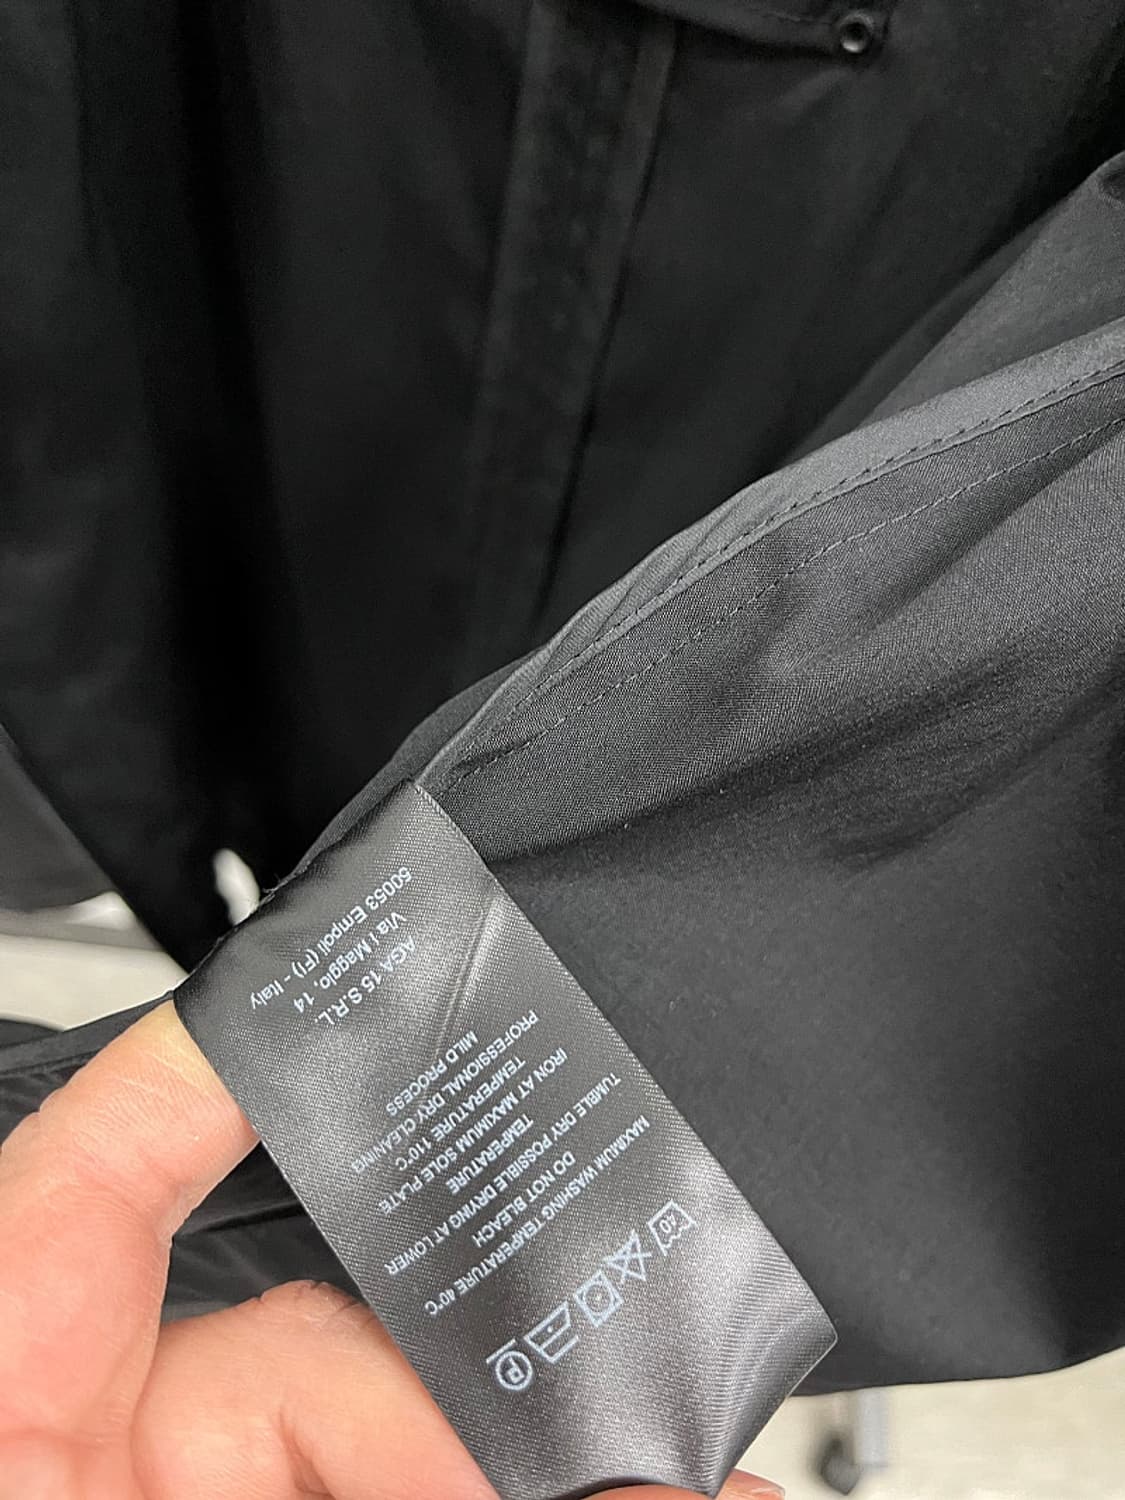 40
P
MAXIMUM WASHING TEMPERATURE 40°C
DO NOT BLEACH
TUMBLE DRY POSSIBLE DRYING AT LOWER
TEMPERATURE
IRON AT MAXIMUM SOLE PLATE
TEMPERATURE 110°C
PROFESSIONAL DRY CLEANING
MILD PROCESS
AGA 15 S.R.L.
Via I Maggio, 14
50053 Empoli (FI) - Italy